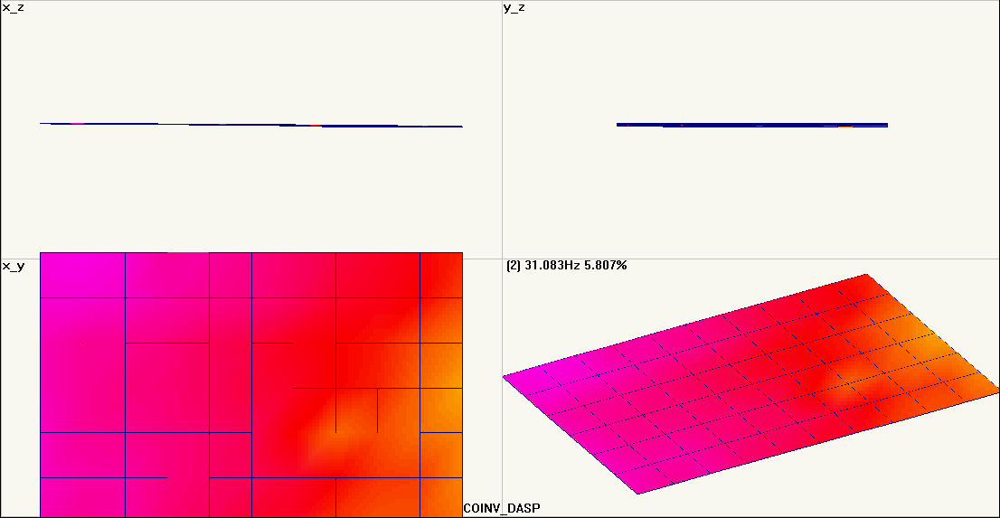 x_z
y_z
x_y
(2) 31.083Hz 5.807%
COINV_DASP